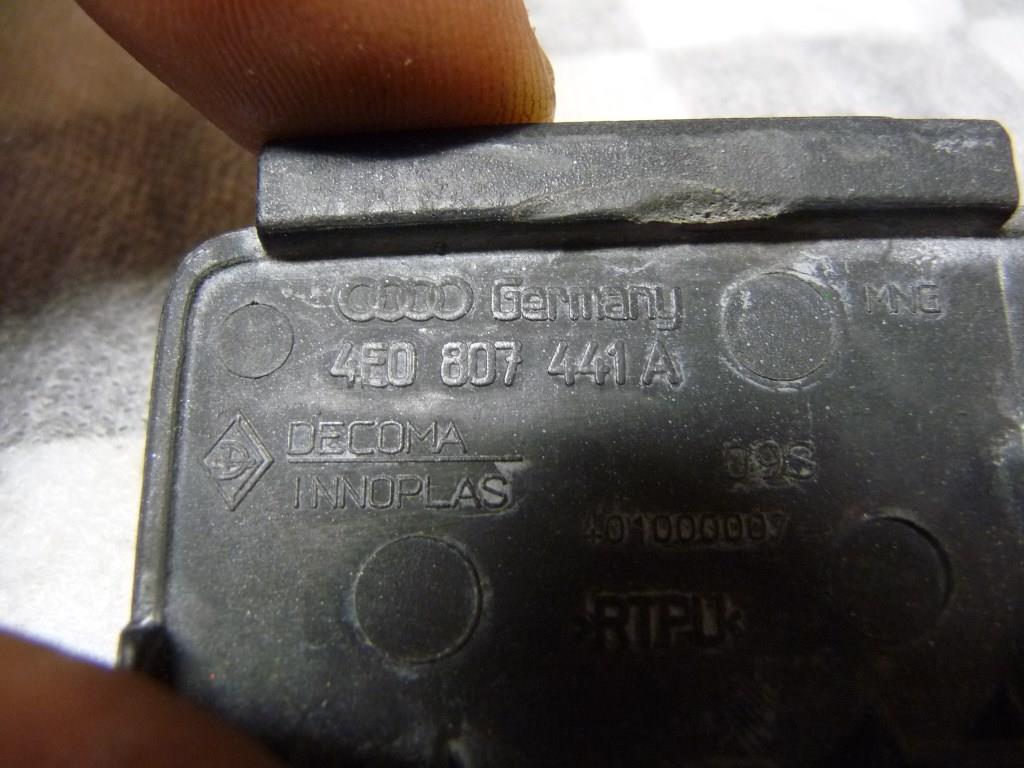 Germany MNG
4E0 807 441 A
DECOMA
INNOPLAS
09S
401000007
>RTPU<